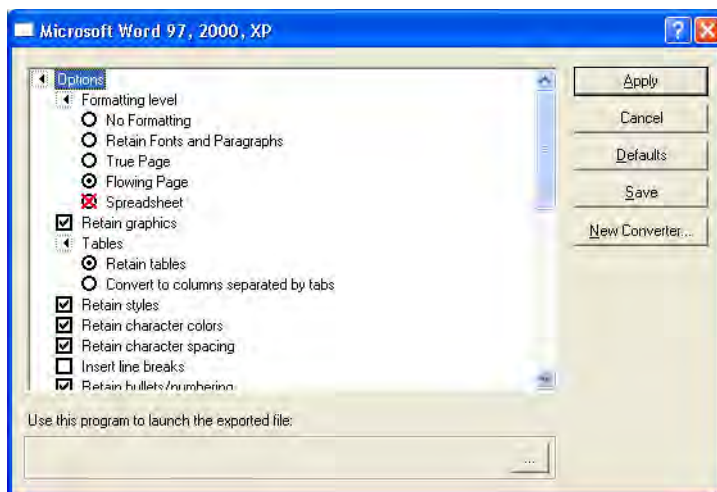 Microsoft Word 97, 2000, XP
Options
Formatting level
No Formatting
Retain Fonts and Paragraphs
True Page
Flowing Page
Spreadsheet
Retain graphics
Tables
Retain tables
Convert to columns separated by tabs
Retain styles
Retain character colors
Retain character spacing
Insert line breaks
Retain bullets/numbering
Apply
Cancel
Defaults
Save
New Converter...
Use this program to launch the exported file:
...